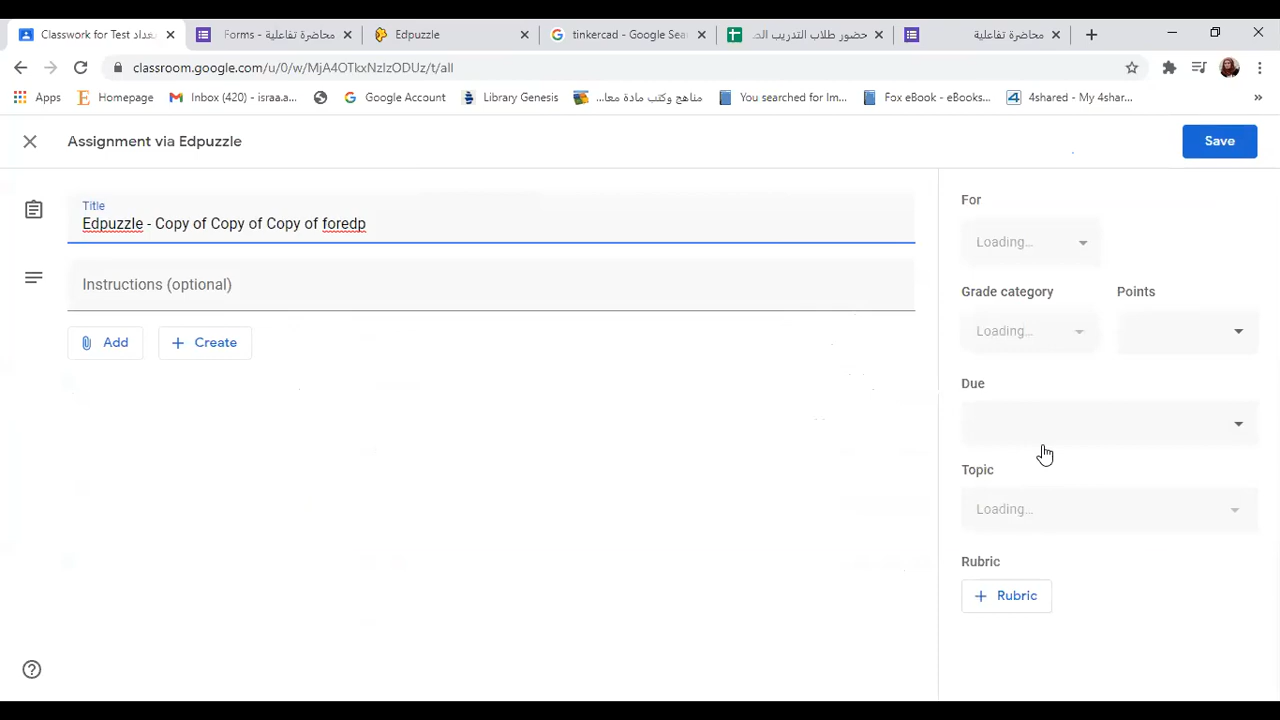 Classwork for Test بغداد
Forms - محاضرة تفاعلية
Edpuzzle
tinkercad - Google Sea
حضور طلاب التدريب الصـ
محاضرة تفاعلية
classroom.google.com/u/0/w/MjA4OTkxNzIzODUz/t/all
Apps
Homepage
Inbox (420) - israa.a...
Google Account
Library Genesis
مناهج وكتب مادة معا...
You searched for Im...
Fox eBook - eBooks...
4shared - My 4shar...
Assignment via Edpuzzle
Save
Title
Edpuzzle - Copy of Copy of Copy of foredp
Instructions (optional)
Add
Create
For
Loading...
Grade category
Points
Loading...
Due
Topic
Loading...
Rubric
Rubric